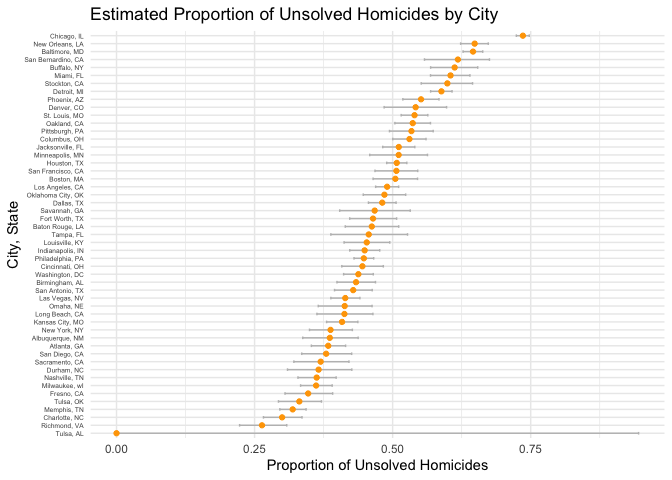 Estimated Proportion of Unsolved Homicides by City
City, State
Chicago, IL
New Orleans, LA
Baltimore, MD
San Bernardino, CA
Buffalo, NY
Miami, FL
Stockton, CA
Detroit, MI
Phoenix, AZ
Denver, CO
St. Louis, MO
Oakland, CA
Pittsburgh, PA
Columbus, OH
Jacksonville, FL
Minneapolis, MN
Houston, TX
San Francisco, CA
Boston, MA
Los Angeles, CA
Oklahoma City, OK
Dallas, TX
Savannah, GA
Fort Worth, TX
Baton Rouge, LA
Tampa, FL
Louisville, KY
Indianapolis, IN
Philadelphia, PA
Cincinnati, OH
Washington, DC
Birmingham, AL
San Antonio, TX
Las Vegas, NV
Omaha, NE
Long Beach, CA
Kansas City, MO
New York, NY
Albuquerque, NM
Atlanta, GA
San Diego, CA
Sacramento, CA
Durham, NC
Nashville, TN
Milwaukee, wI
Fresno, CA
Tulsa, OK
Memphis, TN
Charlotte, NC
Richmond, VA
Tulsa, AL
0.00 0.25 0.50 0.75
Proportion of Unsolved Homicides